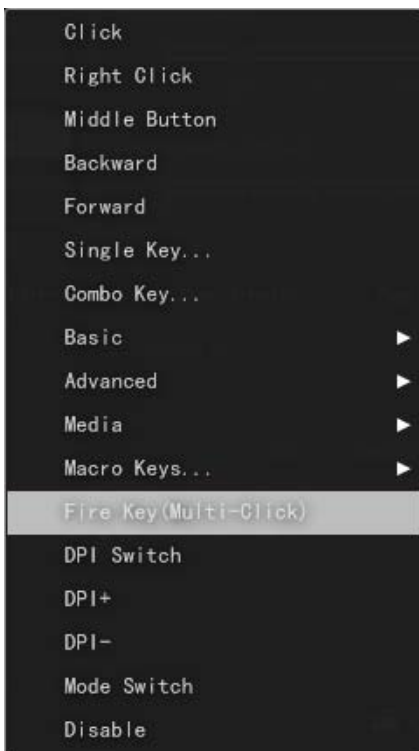 Click
Right Click
Middle Button
Backward
Forward
Single Key...
Combo Key...
Basic
Advanced
Media
Macro Keys...
Fire Key(Multi-Click)
DPI Switch
DPI+
DPI-
Mode Switch
Disable